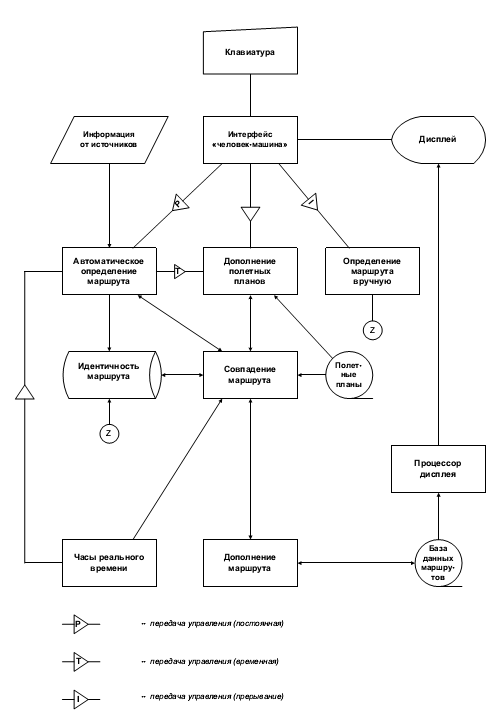 Клавиатура
Информация
от источников
Интерфейс
«человек-машина»
Дисплей
P
I
Автоматическое
определение
маршрута
T
Дополнение
полетных
планов
Определение
маршрута
вручную
Z
Идентичность
маршрута
Совпадение
маршрута
Полет-
ные
планы
Z
Процессор
дисплея
Часы реального
времени
Дополнение
маршрута
База
данных
маршру-
тов
P -- передача управления (постоянная)
T -- передача управления (временная)
I -- передача управления (прерывание)